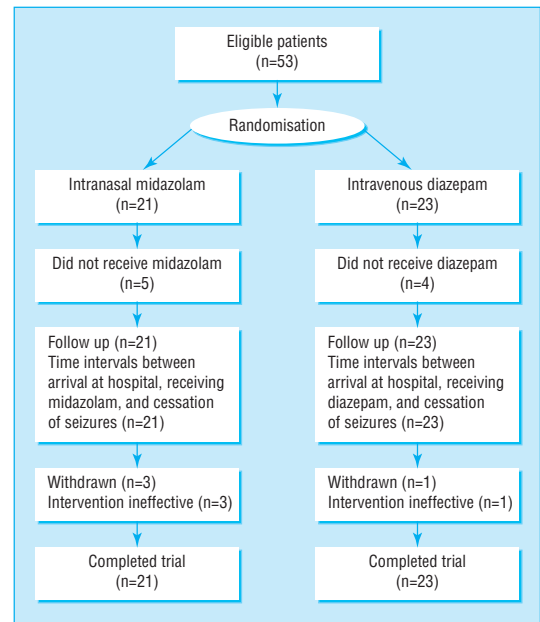 Eligible patients
(n=53)
Randomisation
Intranasal midazolam
(n=21)
Intravenous diazepam
(n=23)
Did not receive midazolam
(n=5)
Did not receive diazepam
(n=4)
Follow up (n=21)
Time intervals between
arrival at hospital, receiving
midazolam, and cessation
of seizures (n=21)
Follow up (n=23)
Time intervals between
arrival at hospital, receiving
diazepam, and cessation
of seizures (n=23)
Withdrawn (n=3)
Intervention ineffective (n=3)
Withdrawn (n=1)
Intervention ineffective (n=1)
Completed trial
(n=21)
Completed trial
(n=23)